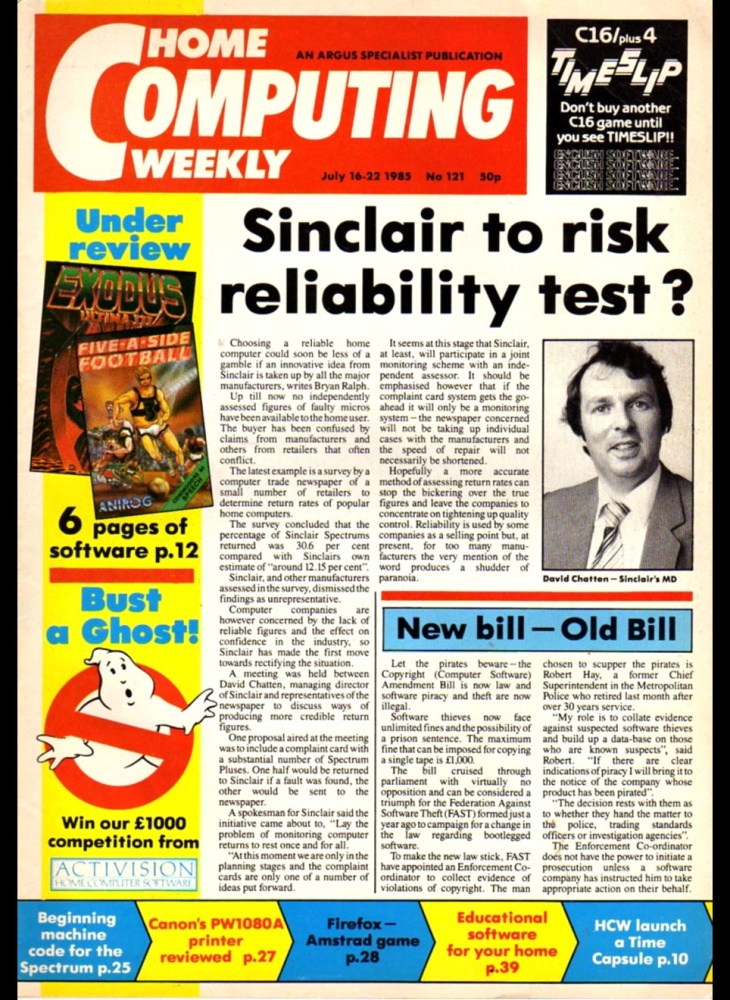 HOME
COMPUTING
WEEKLY
AN ARGUS SPECIALIST PUBLICATION
July 16-22 1985 No 121 50p
C16/plus 4
TIMESLIP
Don't buy another
C16 game until
you see TIMESLIP!!
ENGLISH SOFTWARE
ENGLISH SOFTWARE
ENGLISH SOFTWARE
ENGLISH SOFTWARE
Under
review
EXODUS
ULTIMA III
FIVE-A-SIDE
FOOTBALL
ANIROG
6 pages of
software p.12
Bust
a Ghost!
Win our £1000
competition from
ACTIVISION
HOME COMPUTER SOFTWARE
Sinclair to risk
reliability test?
Choosing a reliable home
computer could soon be less of a
gamble if an innovative idea from
Sinclair is taken up by all the major
manufacturers, writes Bryan Ralph.
Up till now no independently
assessed figures of faulty micros
have been available to the home user.
The buyer has been confused by
claims from manufacturers and
others from retailers that often
conflict.
The latest example is a survey by a
computer trade newspaper of a
small number of retailers to
determine return rates of popular
home computers.
The survey concluded that the
percentage of Sinclair Spectrums
returned was 30.6 per cent
compared with Sinclairs own
estimate of "around 12.15 per cent".
Sinclair, and other manufacturers
assessed in the survey, dismissed the
findings as unrepresentative.
Computer companies are
however concerned by the lack of
reliable figures and the effect on
confidence in the industry, so
Sinclair has made the first move
towards rectifying the situation.
A meeting was held between
David Chatten, managing director
of Sinclair and representatives of the
newspaper to discuss ways of
producing more credible return
figures.
One proposal aired at the meeting
was to include a complaint card with
a substantial number of Spectrum
Pluses. One half would be returned
to Sinclair if a fault was found, the
other would be sent to the
newspaper.
A spokesman for Sinclair said the
initiative came about to, "Lay the
problem of monitoring computer
returns to rest once and for all.
"At this moment we are only in the
planning stages and the complaint
cards are only one of a number of
ideas put forward.
It seems at this stage that Sinclair,
at least, will participate in a joint
monitoring scheme with an inde-
pendent assessor. It should be
emphasised however that if the
complaint card system gets the go-
ahead it will only be a monitoring
system — the newspaper concerned
will not be taking up individual
cases with the manufacturers and
the speed of repair will not
necessarily be shortened.
Hopefully a more accurate
method of assessing return rates can
stop the bickering over the true
figures and leave the companies to
concentrate on tightening up quality
control. Reliability is used by some
companies as a selling point but, at
present, for too many manu-
facturers the very mention of the
word produces a shudder of
paranoia.
David Chatten — Sinclair's MD
New bill — Old Bill
Let the pirates beware — the
Copyright (Computer Software)
Amendment Bill is now law and
software piracy and theft are now
illegal.
Software thieves now face
unlimited fines and the possibility of
a prison sentence. The maximum
fine that can be imposed for copying
a single tape is £1,000.
The bill cruised through
parliament with virtually no
opposition and can be considered a
triumph for the Federation Against
Software Theft (FAST) formed just a
year ago to campaign for a change in
the law regarding bootlegged
software.
To make the new law stick, FAST
have appointed an Enforcement Co-
ordinator to collect evidence of
violations of copyright. The man
chosen to scupper the pirates is
Robert Hay, a former Chief
Superintendent in the Metropolitan
Police who retired last month after
over 30 years service.
"My role is to collate evidence
against suspected software thieves
and build up a data-base on those
who are known suspects", said
Robert. "If there are clear
indications of piracy I will bring it to
the notice of the company whose
product has been pirated".
"The decision rests with them as
to whether they hand the matter to
the police, trading standards
officers or investigation agencies".
The Enforcement Co-ordinator
does not have the power to initiate a
prosecution unless a software
company has instructed him to take
appropriate action on their behalf.
Beginning
machine
code for the
Spectrum p.25
Canon's PW1080A
printer
reviewed p.27
Firefox —
Amstrad game
p.28
Educational
software
for your home
p.39
HCW launch
a Time
Capsule p.10